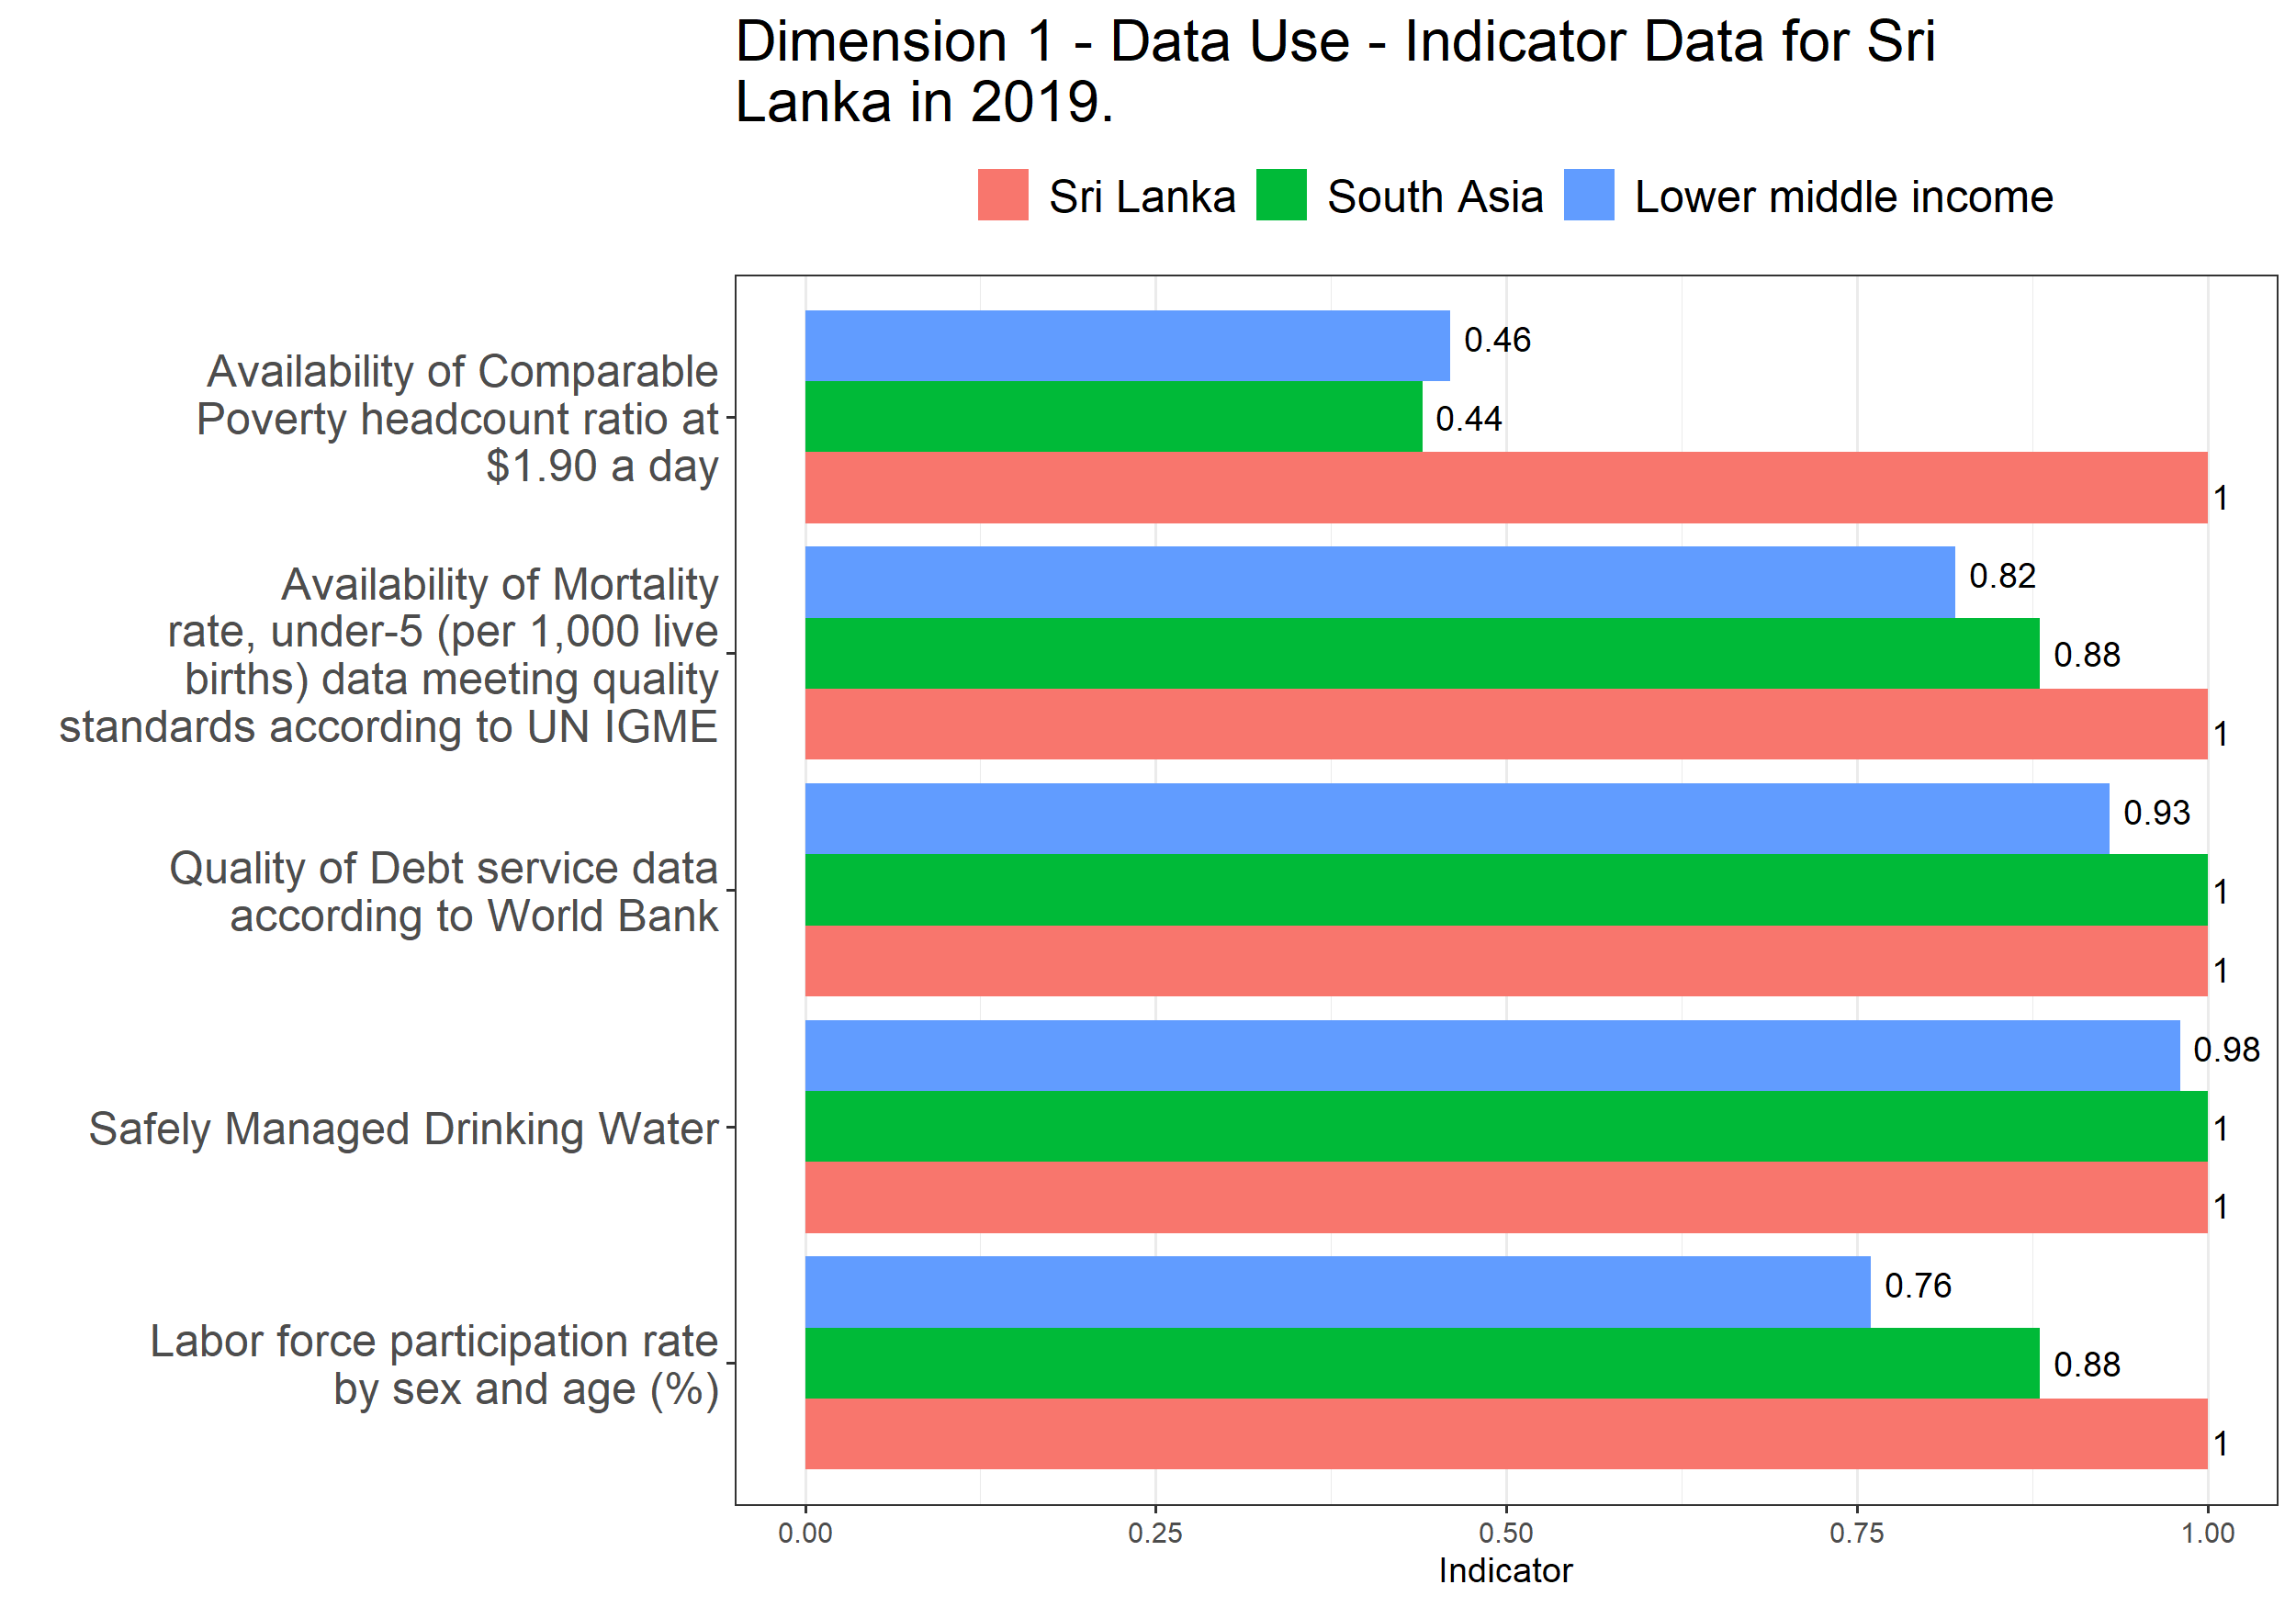 Dimension 1 - Data Use - Indicator Data for Sri
Lanka in 2019.
Sri Lanka
South Asia
Lower middle income
Availability of Comparable
Poverty headcount ratio at
$1.90 a day
0.46
0.44
1
Availability of Mortality
rate, under-5 (per 1,000 live
births) data meeting quality
standards according to UN IGME
0.82
0.88
1
Quality of Debt service data
according to World Bank
0.93
1
1
Safely Managed Drinking Water
0.98
1
1
Labor force participation rate
by sex and age (%)
0.76
0.88
1
0.00
0.25
0.50
0.75
1.00
Indicator